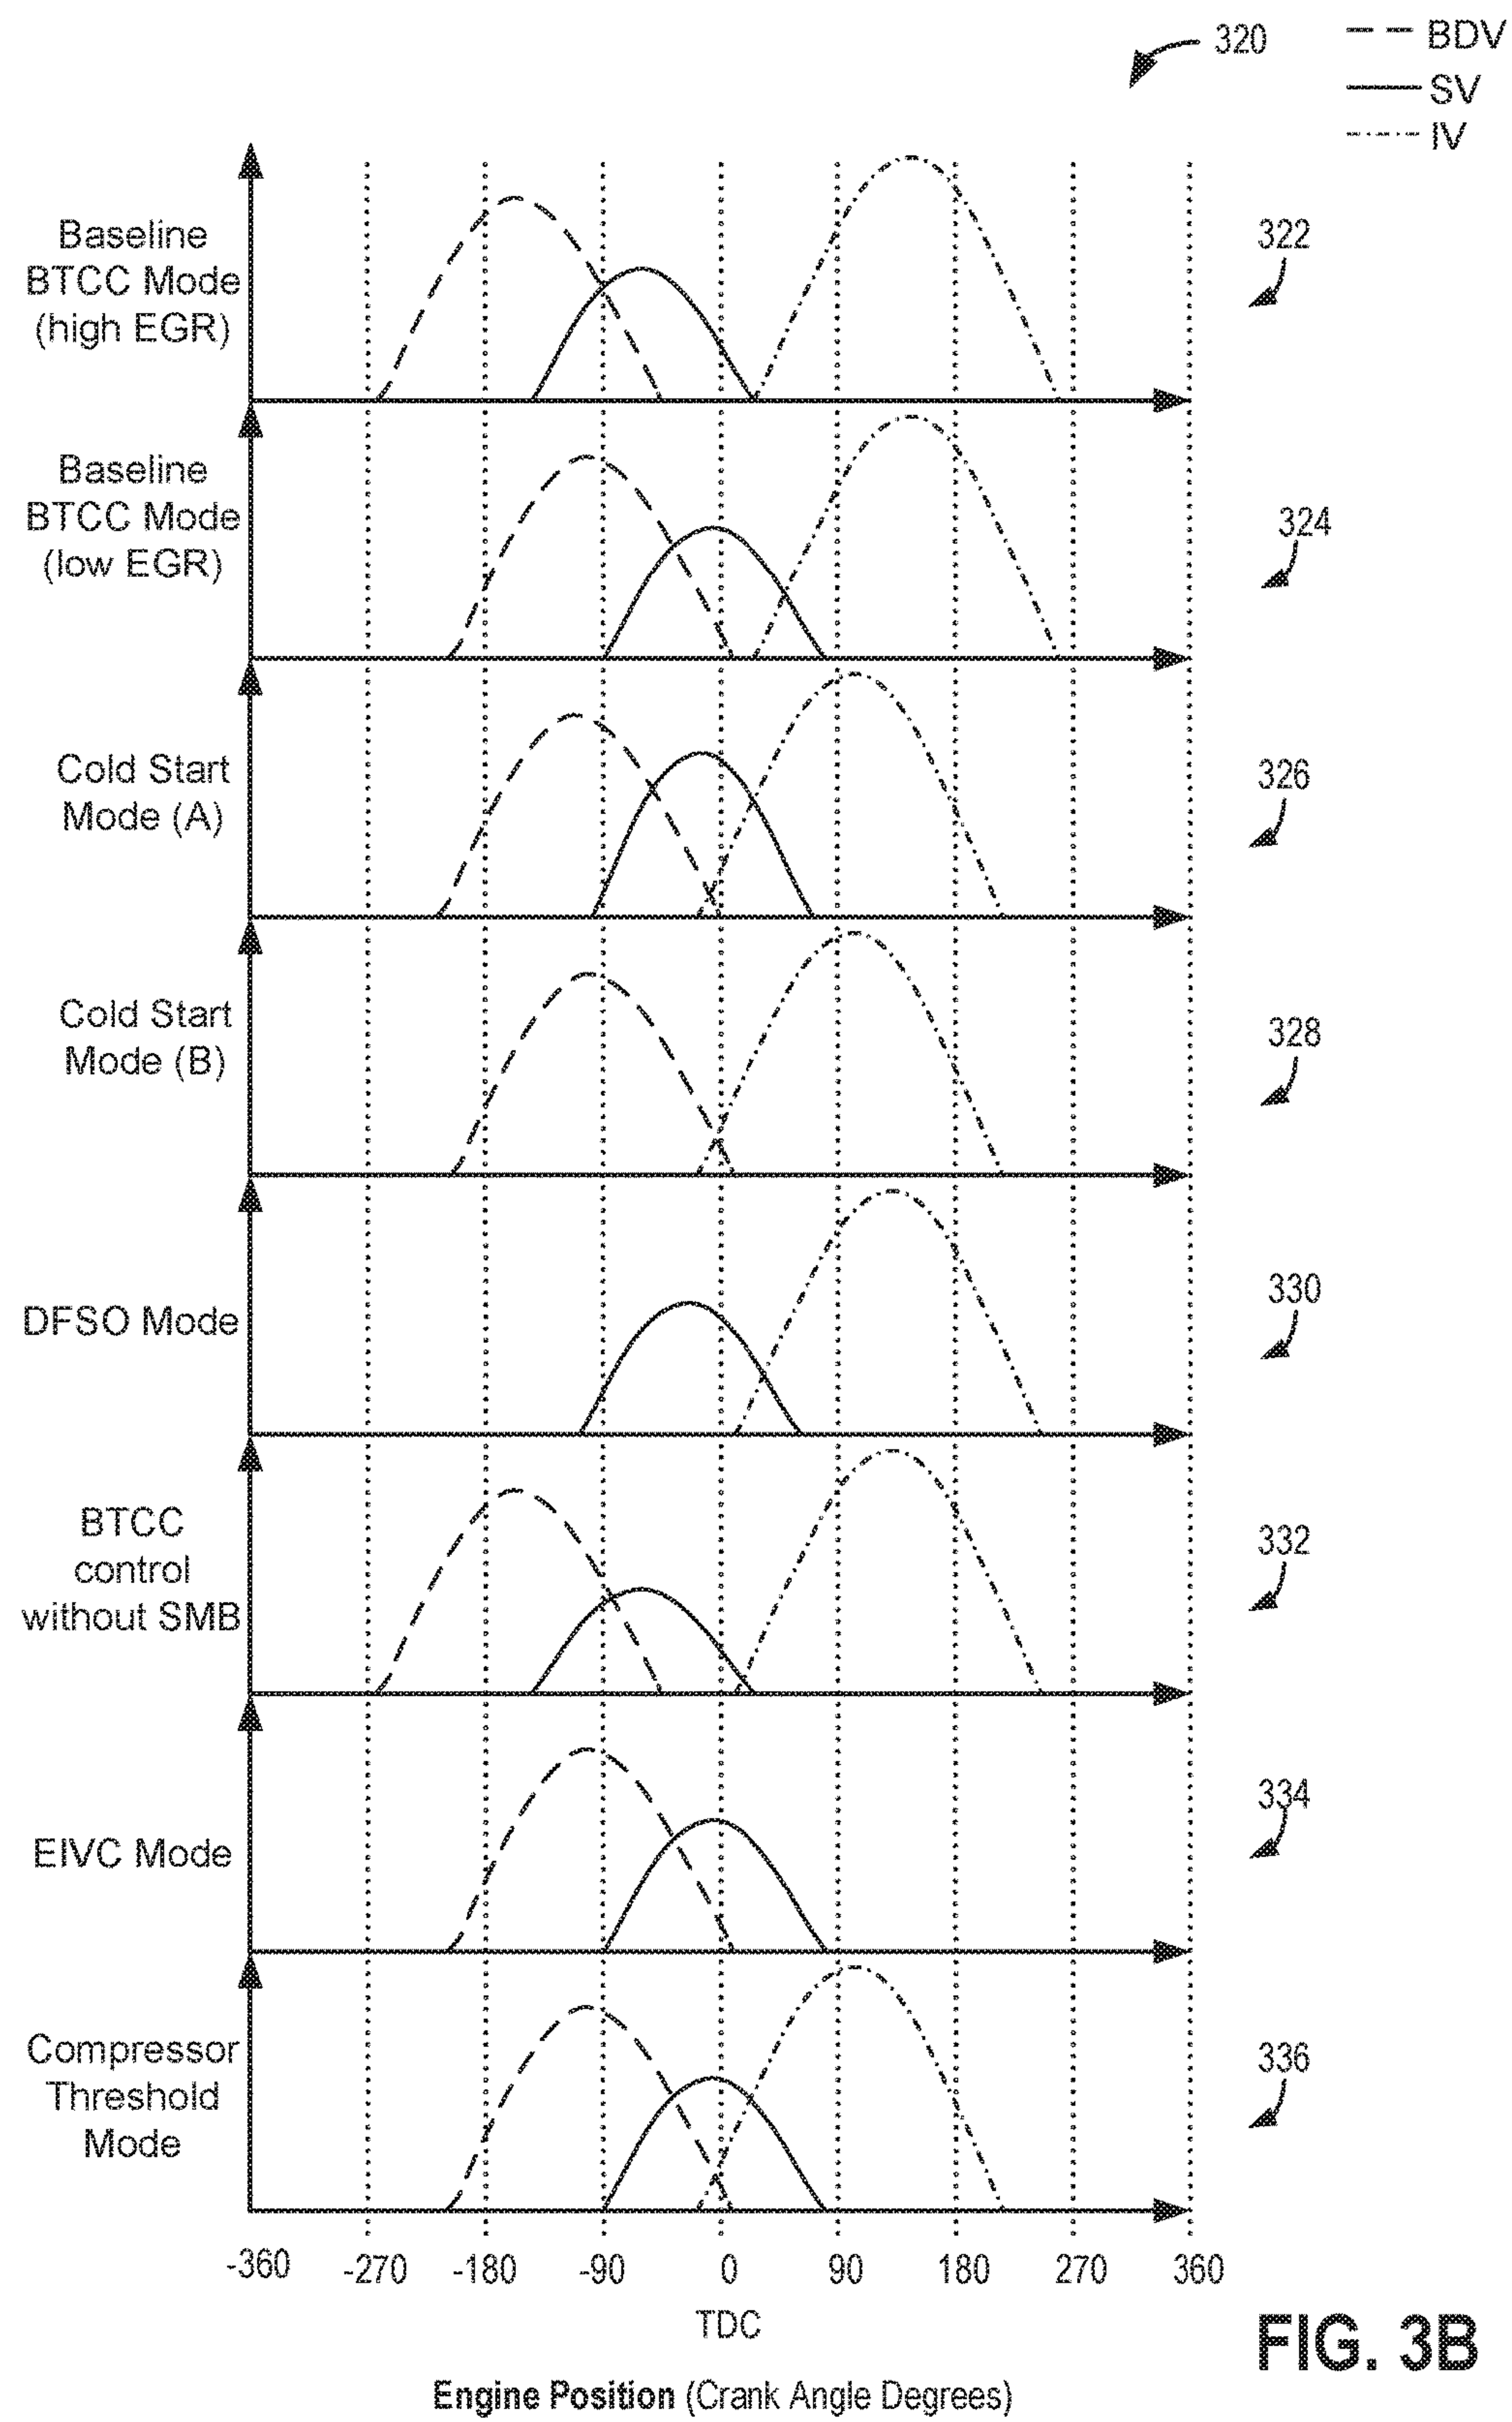 320
BDV
SV
IV
Baseline
BTCC Mode
(high EGR)
322
Baseline
BTCC Mode
(low EGR)
324
Cold Start
Mode (A)
326
Cold Start
Mode (B)
328
DFSO Mode
330
BTCC
control
without SMB
332
EIVC Mode
334
Compressor
Threshold
Mode
336
-360 -270 -180 -90 0 90 180 270 360
TDC
Engine Position (Crank Angle Degrees)
FIG. 3B